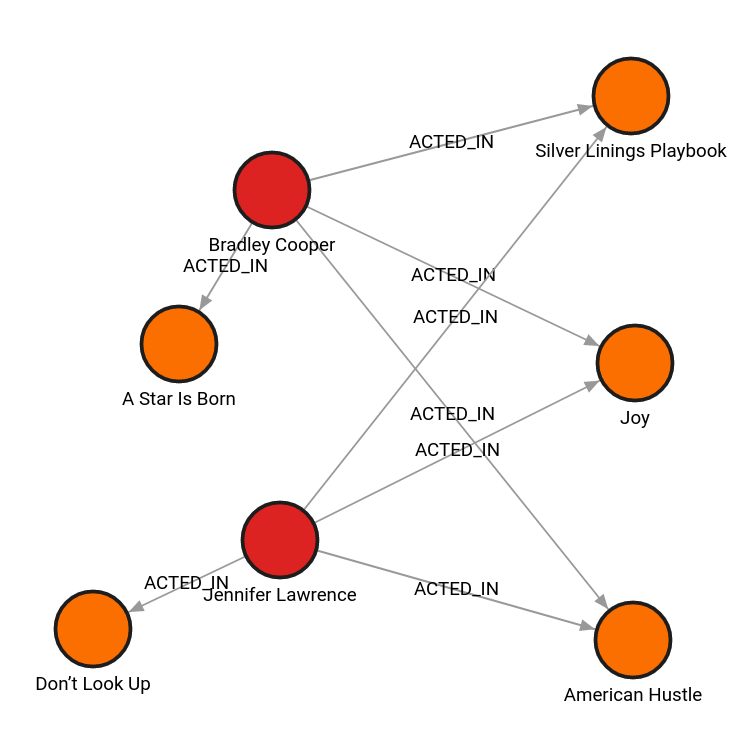 ACTED_IN
Silver Linings Playbook
Bradley Cooper
ACTED_IN
ACTED_IN
ACTED_IN
A Star Is Born
Joy
ACTED_IN
ACTED_IN
ACTED_IN
ACTED_IN
Jennifer Lawrence
Don’t Look Up
American Hustle